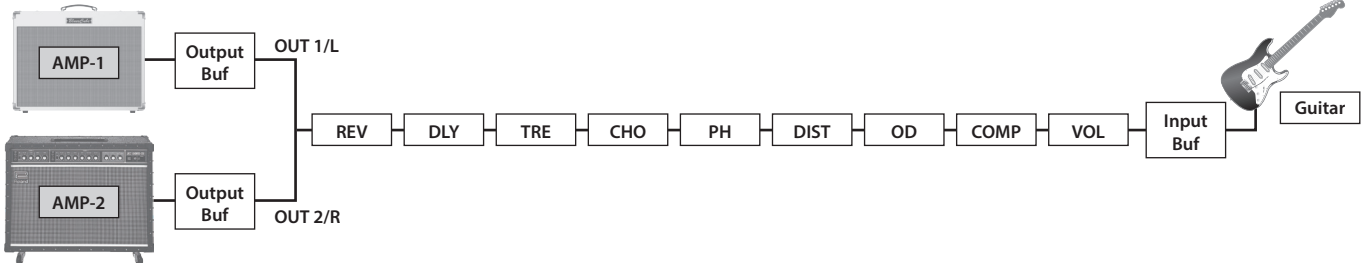 AMP-1
Output
Buf
OUT 1/L
REV
DLY
TRE
CHO
PH
DIST
OD
COMP
VOL
Input
Buf
Guitar
AMP-2
Output
Buf
OUT 2/R